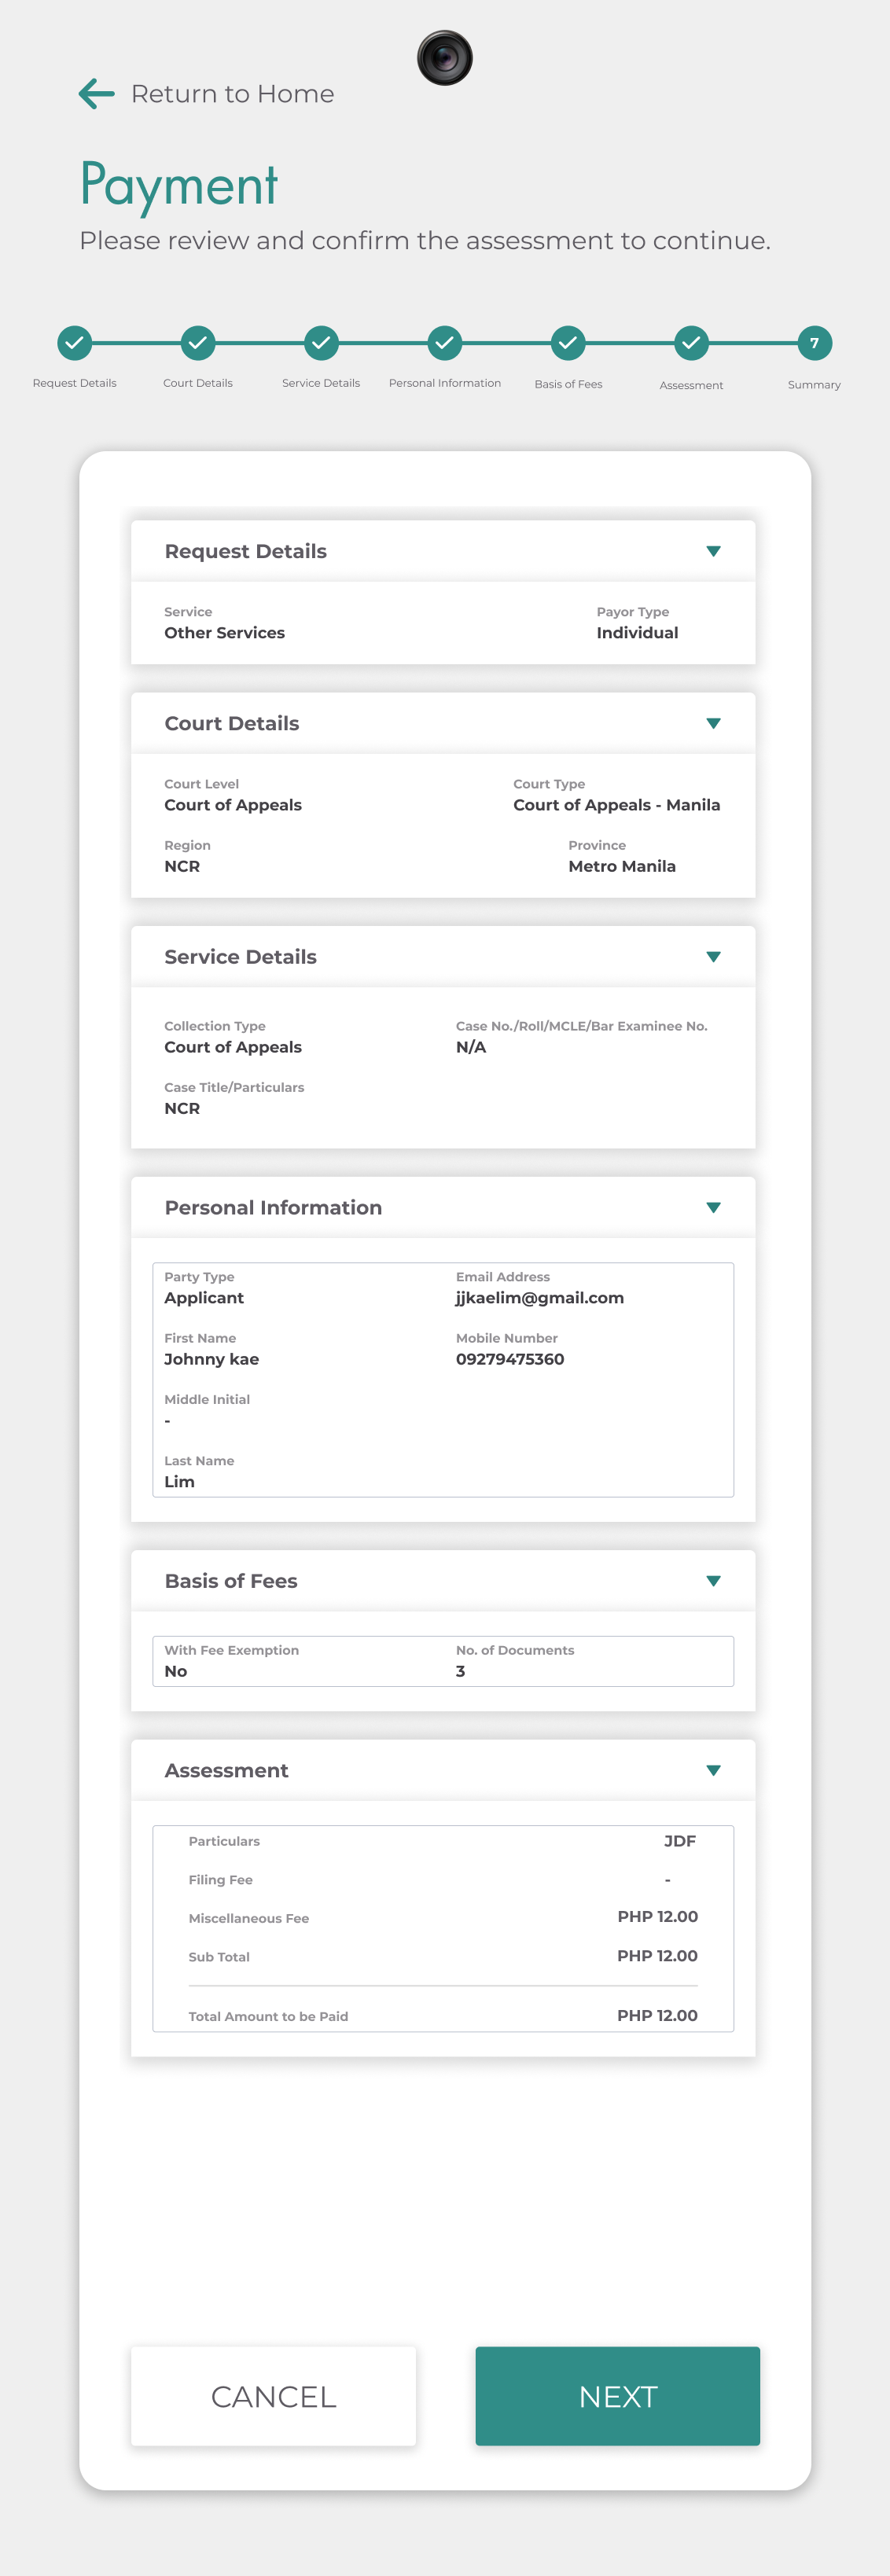 Return to Home
Payment
Please review and confirm the assessment to continue.
7
Request Details Court Details Service Details Personal Information Basis of Fees Assessment Summary
Request Details
Service Payor Type
Other Services Individual
Court Details
Court Level Court Type
Court of Appeals Court of Appeals - Manila
Region Province
NCR Metro Manila
Service Details
Collection Type Case No./Roll/MCLE/Bar Examinee No.
Court of Appeals N/A
Case Title/Particulars
NCR
Personal Information
Party Type Email Address
Applicant jjkaelim@gmail.com
First Name Mobile Number
Johnny kae 09279475360
Middle Initial
-
Last Name
Lim
Basis of Fees
With Fee Exemption No. of Documents
No 3
Assessment
Particulars JDF
Filing Fee -
Miscellaneous Fee PHP 12.00
Sub Total PHP 12.00
Total Amount to be Paid PHP 12.00
CANCEL NEXT